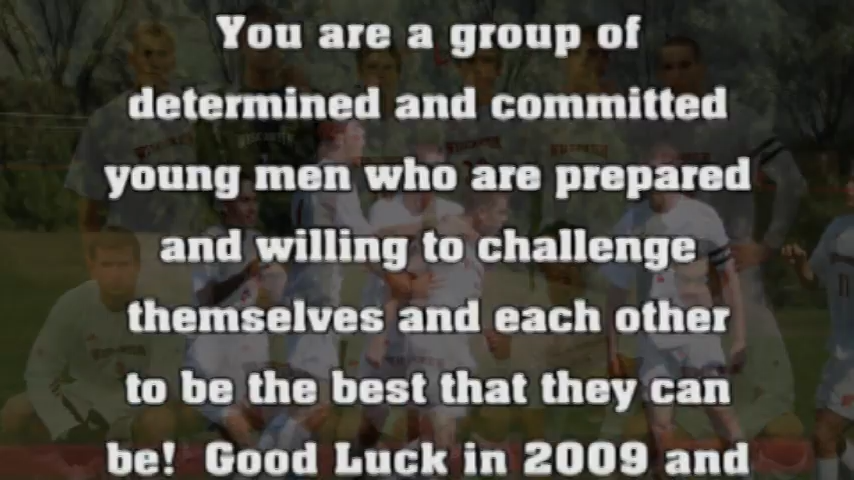 You are a group of
determined and committed
young men who are prepared
and willing to challenge
themselves and each other
to be the best that they can
be!  Good Luck in 2009 and